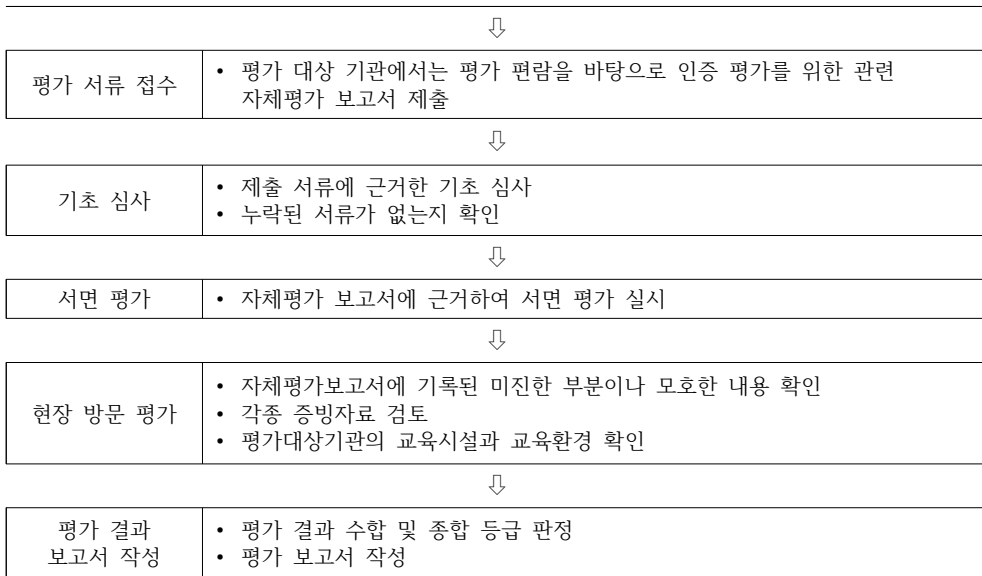 ⇩
평가 서류 접수
• 평가 대상 기관에서는 평가 편람을 바탕으로 인증 평가를 위한 관련
자체평가 보고서 제출
⇩
기초 심사
• 제출 서류에 근거한 기초 심사
• 누락된 서류가 없는지 확인
⇩
서면 평가
• 자체평가 보고서에 근거하여 서면 평가 실시
⇩
현장 방문 평가
• 자체평가보고서에 기록된 미진한 부분이나 모호한 내용 확인
• 각종 증빙자료 검토
• 평가대상기관의 교육시설과 교육환경 확인
⇩
평가 결과
보고서 작성
• 평가 결과 수합 및 종합 등급 판정
• 평가 보고서 작성